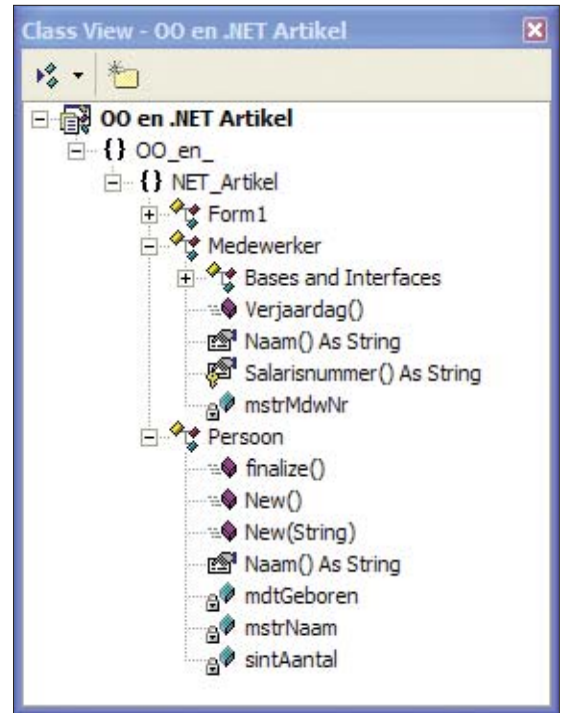 Class View - OO en .NET Artikel
OO en .NET Artikel
{} OO_en_
{} NET_Artikel
Form1
Medewerker
Bases and Interfaces
Verjaardag()
Naam() As String
Salarisnummer() As String
mstrMdwNr
Persoon
finalize()
New()
New(String)
Naam() As String
mdtGeboren
mstrNaam
sintAantal